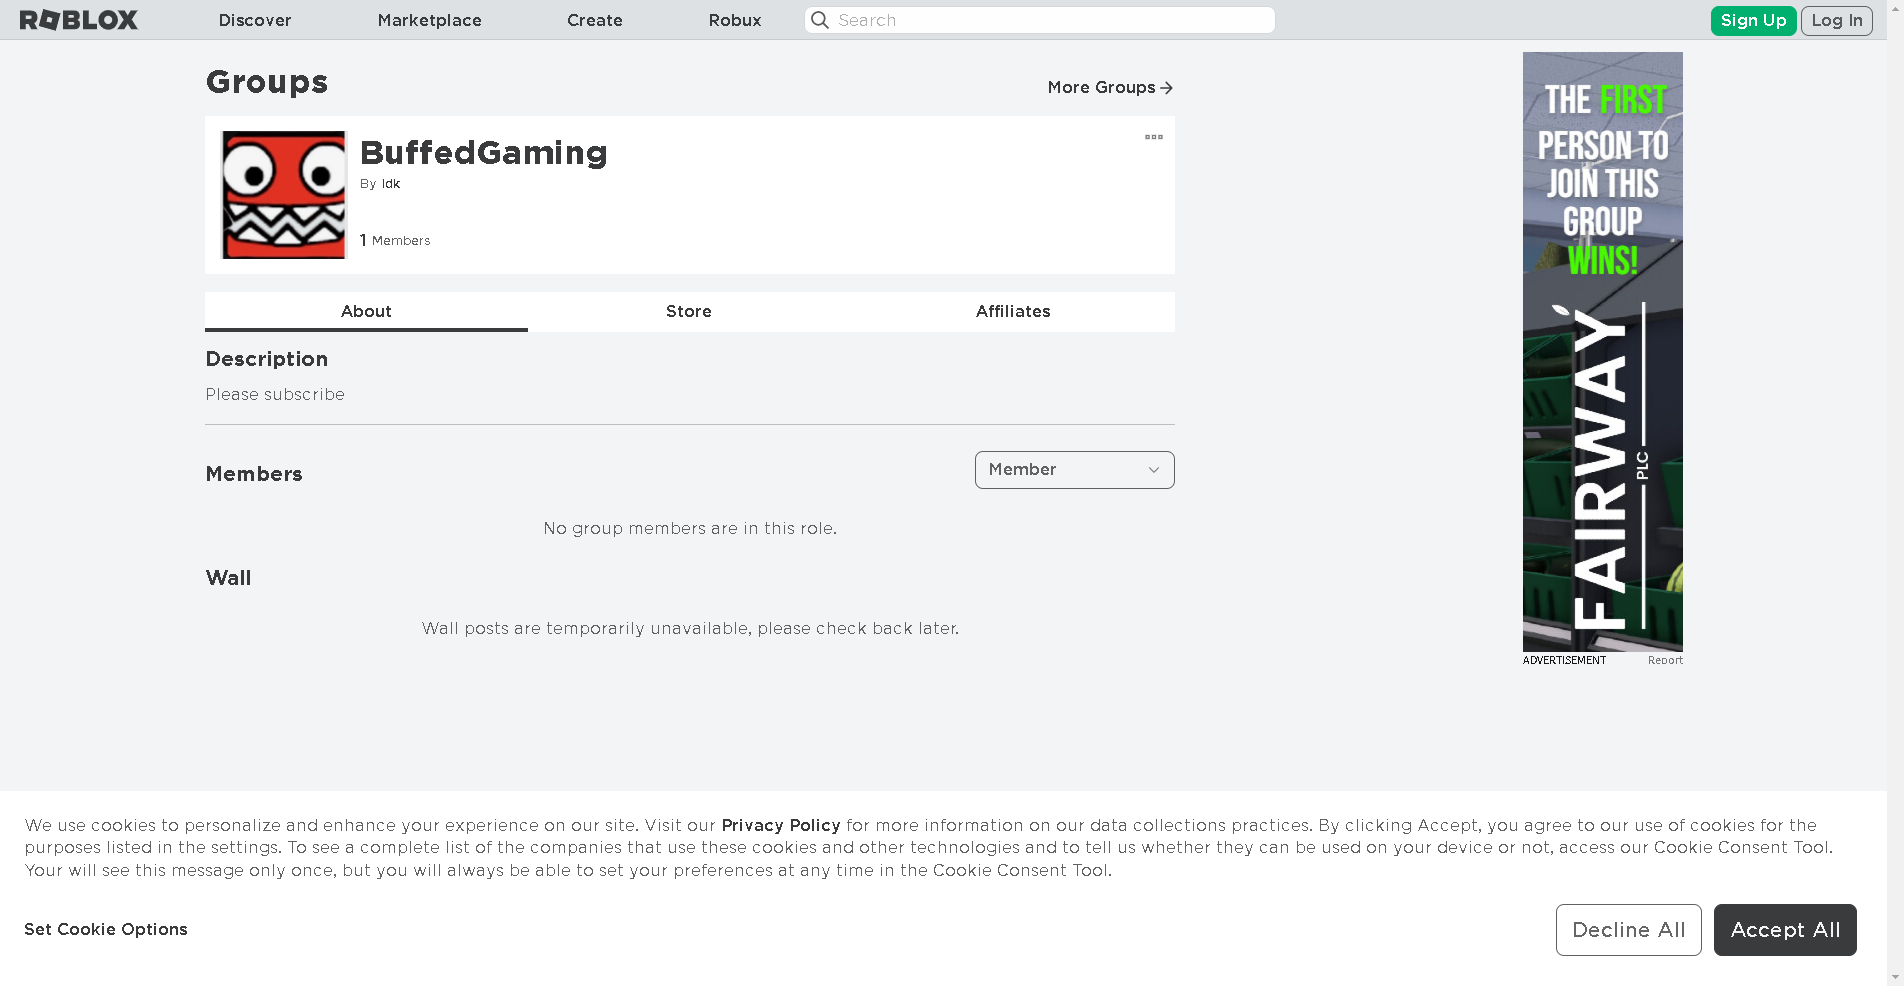 ROBLOX
Discover
Marketplace
Create
Robux
Search
Sign Up
Log In
Groups
More Groups
BuffedGaming
By Idk
1 Members
About
Store
Affiliates
Description
Please subscribe
Members
Member
No group members are in this role.
Wall
Wall posts are temporarily unavailable, please check back later.
THE FIRST
PERSON TO
JOIN THIS
GROUP
WINS!
FAIRWAY
PLC
ADVERTISEMENT
Report
We use cookies to personalize and enhance your experience on our site. Visit our Privacy Policy for more information on our data collections practices. By clicking Accept, you agree to our use of cookies for the
purposes listed in the settings. To see a complete list of the companies that use these cookies and other technologies and to tell us whether they can be used on your device or not, access our Cookie Consent Tool.
Your will see this message only once, but you will always be able to set your preferences at any time in the Cookie Consent Tool.
Set Cookie Options
Decline All
Accept All